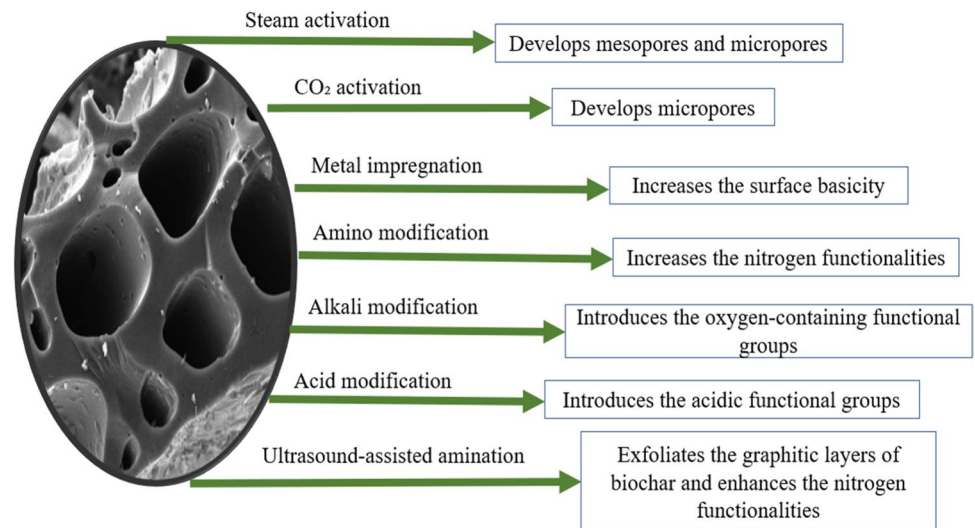 Steam activation
Develops mesopores and micropores
CO₂ activation
Develops micropores
Metal impregnation
Increases the surface basicity
Amino modification
Increases the nitrogen functionalities
Alkali modification
Introduces the oxygen-containing functional
groups
Acid modification
Introduces the acidic functional groups
Ultrasound-assisted amination
Exfoliates the graphitic layers of
biochar and enhances the nitrogen
functionalities